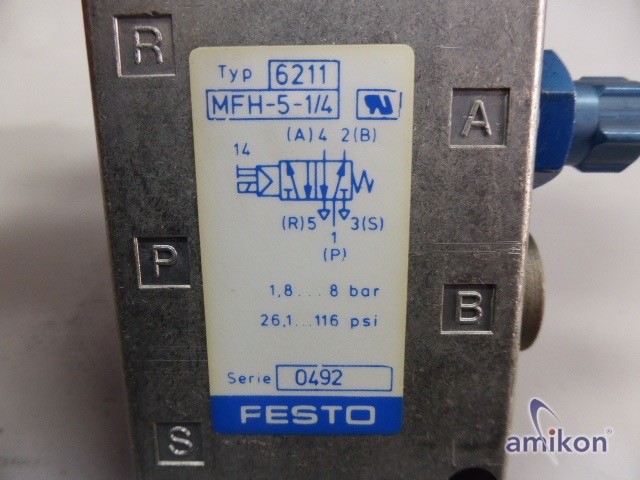 R
Typ 6211
MFH-5-1/4
A
(A)4 2(B)
14
(R)5 3(S)
1
(P)
P
1,8...8 bar
B
26,1...116 psi
Serie 0492
FESTO
S
amikon®